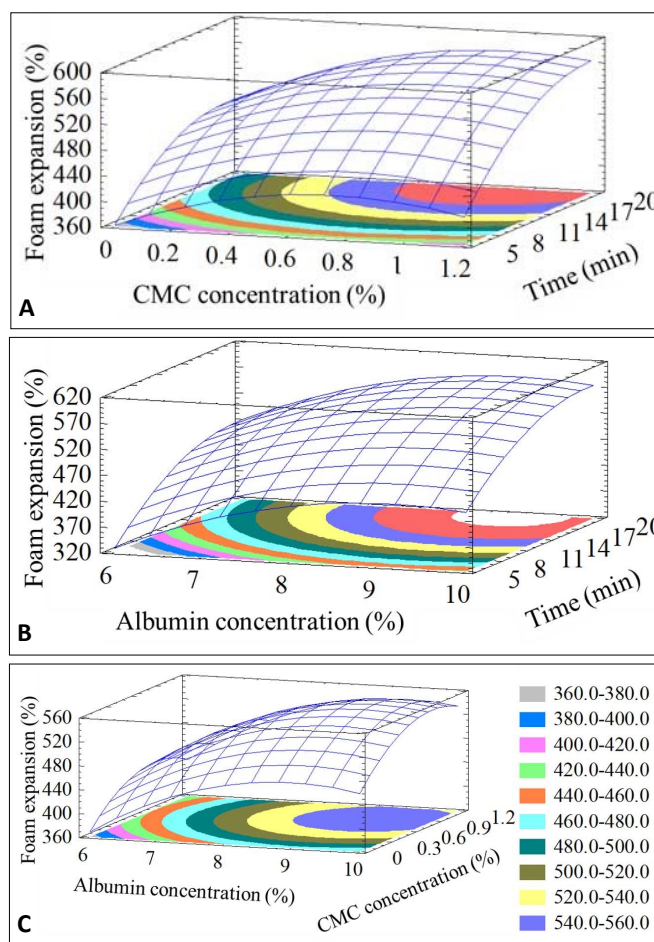 600
560
520
480
440
400
360
Foam expansion (%)
0 0.2 0.4 0.6 0.8 1 1.2
CMC concentration (%)
5 8 11 14 17 20
Time (min)
A
620
570
520
470
420
370
320
Foam expansion (%)
6 7 8 9 10
Albumin concentration (%)
5 8 11 14 17 20
Time (min)
B
560
520
480
440
400
360
Foam expansion (%)
6 7 8 9 10
Albumin concentration (%)
0 0.3 0.6 0.9 1.2
CMC concentration (%)
C
360.0-380.0
380.0-400.0
400.0-420.0
420.0-440.0
440.0-460.0
460.0-480.0
480.0-500.0
500.0-520.0
520.0-540.0
540.0-560.0